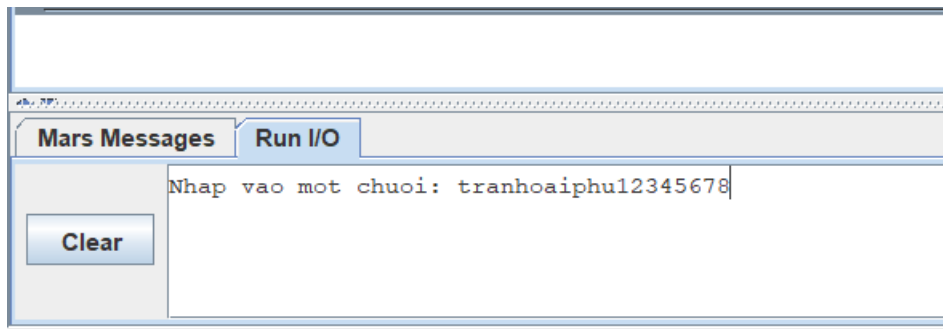 Mars Messages
Run I/O
Clear
Nhap vao mot chuoi: tranhoaiphu12345678